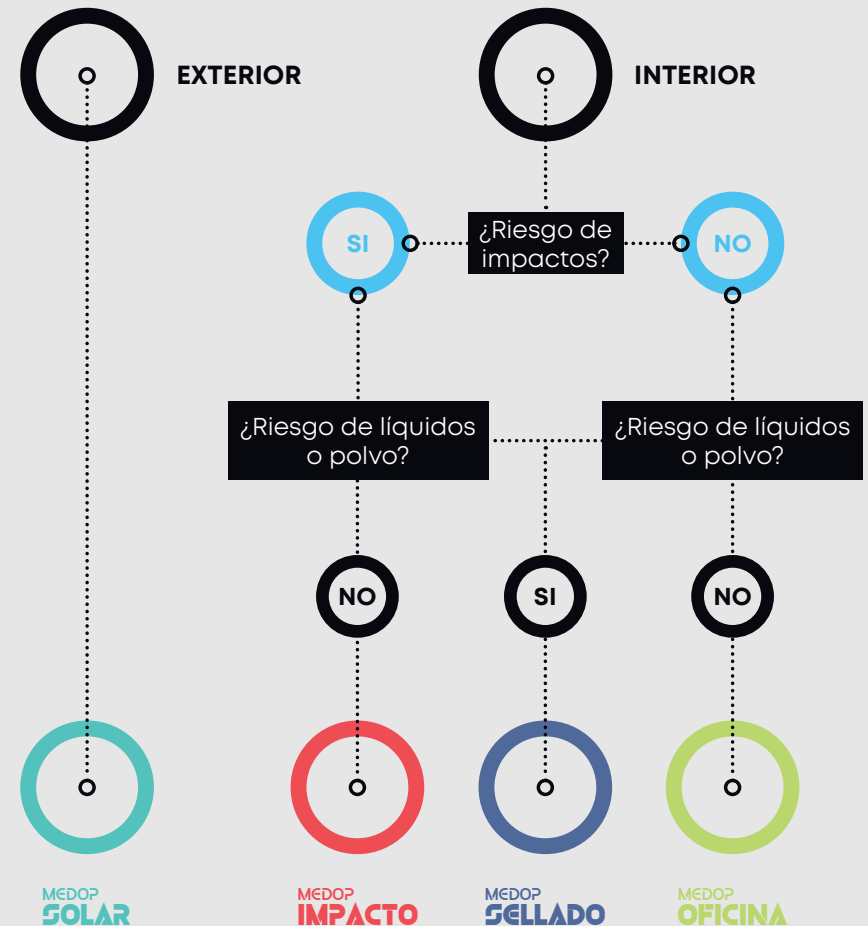 EXTERIOR
INTERIOR
SI
¿Riesgo de
impactos?
NO
¿Riesgo de líquidos
o polvo?
¿Riesgo de líquidos
o polvo?
NO
SI
NO
MEDOP
SOLAR
MEDOP
IMPACTO
MEDOP
SELLADO
MEDOP
OFICINA